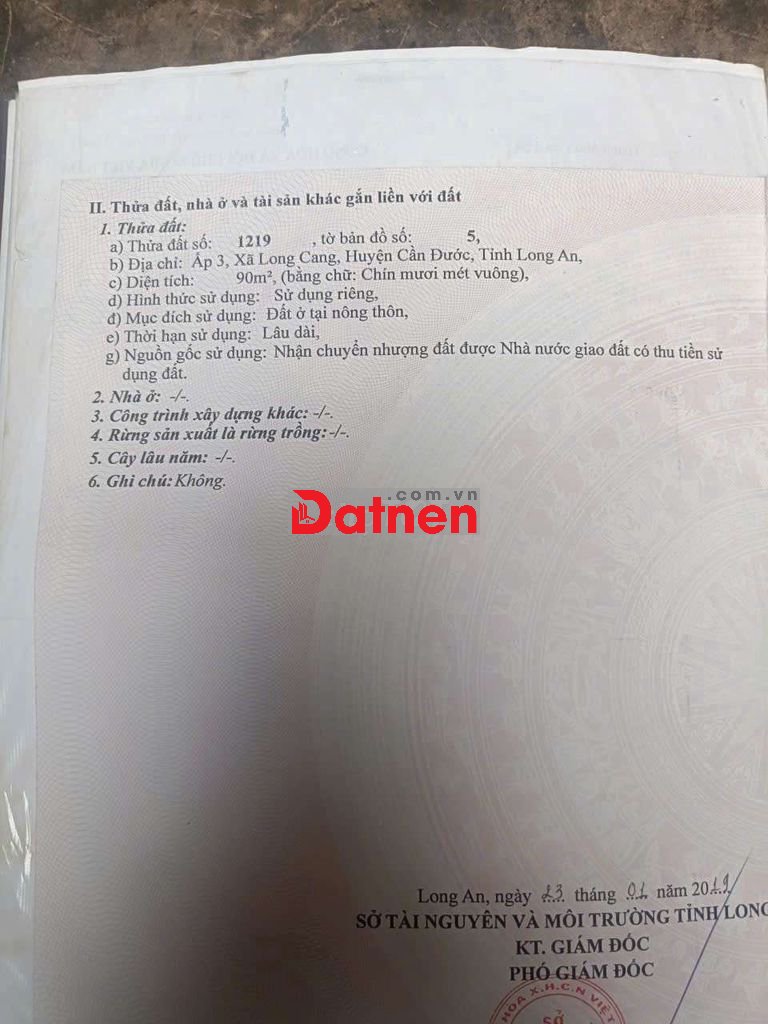 II. Thửa đất, nhà ở và tài sản khác gắn liền với đất
1. Thửa đất:
a) Thửa đất số: 1219 , tờ bản đồ số: 5,
b) Địa chỉ: Ấp 3, Xã Long Cang, Huyện Cần Đước, Tỉnh Long An,
c) Diện tích: 90m², (bằng chữ: Chín mươi mét vuông),
d) Hình thức sử dụng: Sử dụng riêng,
đ) Mục đích sử dụng: Đất ở tại nông thôn,
e) Thời hạn sử dụng: Lâu dài,
g) Nguồn gốc sử dụng: Nhận chuyển nhượng đất được Nhà nước giao đất có thu tiền sử
dụng đất.
2. Nhà ở: -/-.
3. Công trình xây dựng khác: -/-.
4. Rừng sản xuất là rừng trồng: -/-.
5. Cây lâu năm: -/-.
6. Ghi chú: Không.
.com.vn
Datnen
Long An, ngày 23 tháng 01 năm 2019
SỞ TÀI NGUYÊN VÀ MÔI TRƯỜNG TỈNH LONG
KT. GIÁM ĐỐC
PHÓ GIÁM ĐỐC
HÒA X.H.C.N VIỆT
SỞ